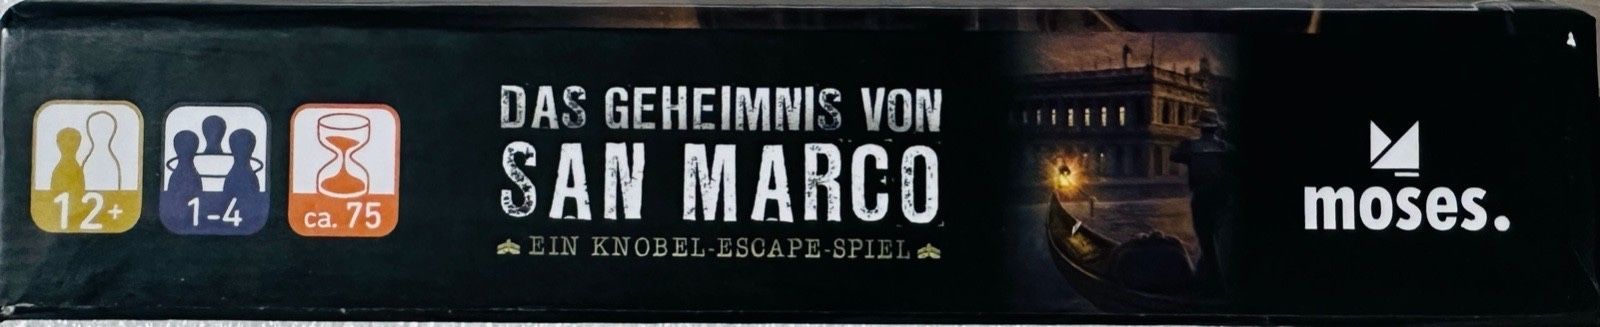 12+
1-4
ca. 75
DAS GEHEIMNIS VON
SAN MARCO
EIN KNOBEL-ESCAPE-SPIEL
moses.